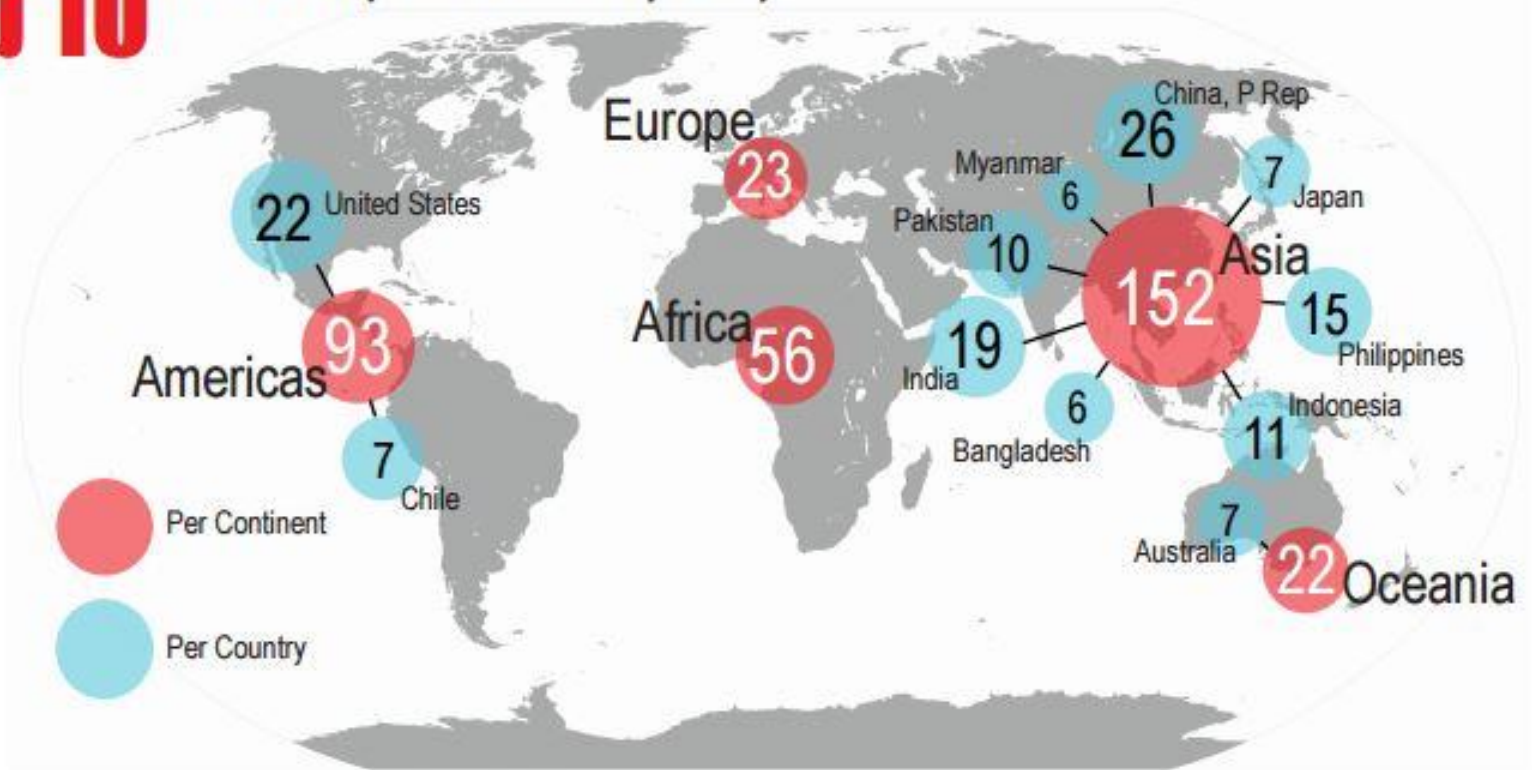 China, P Rep
26
Europe
23
Myanmar
6
7
Japan
22
United States
Pakistan
10
Asia
152
Africa
56
19
India
15
Philippines
93
Americas
6
Bangladesh
Indonesia
11
7
Chile
Per Continent
7
Australia
22
Oceania
Per Country